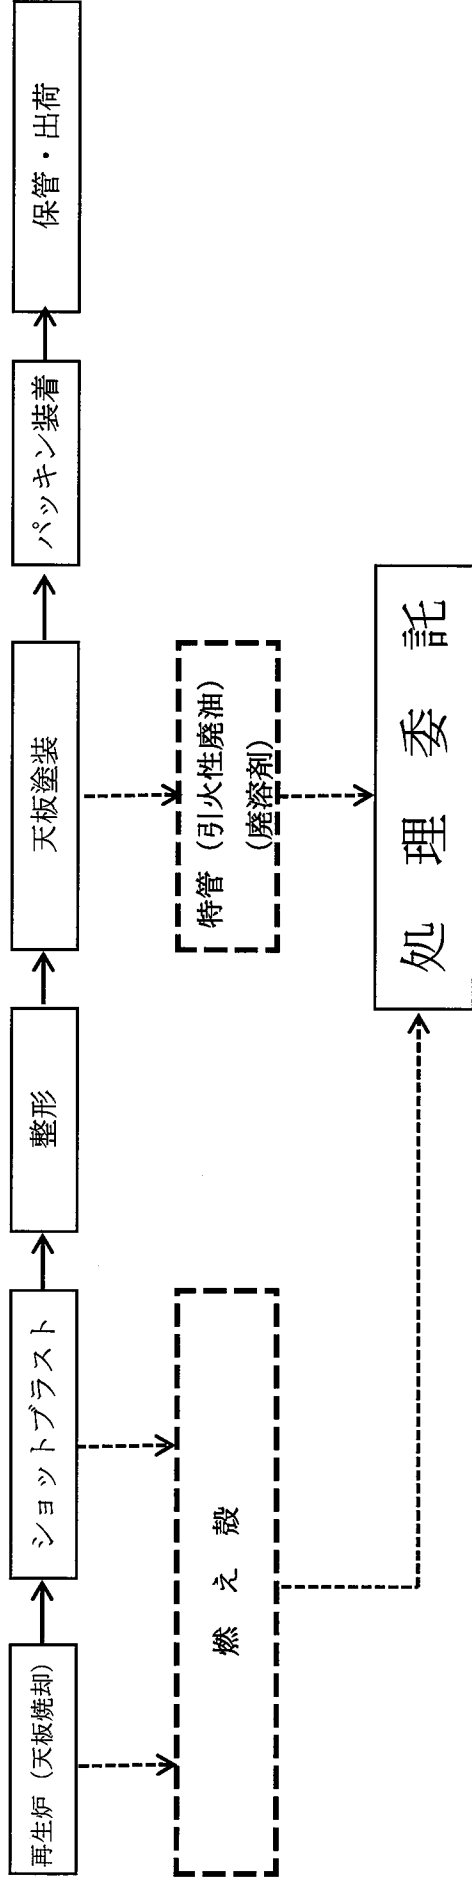 再生炉（天板焼却）
ショットブラスト
整形
天板塗装
パッキン装着
保管・出荷
燃え殻
特管（引火性廃油）
（廃溶剤）
処理委託